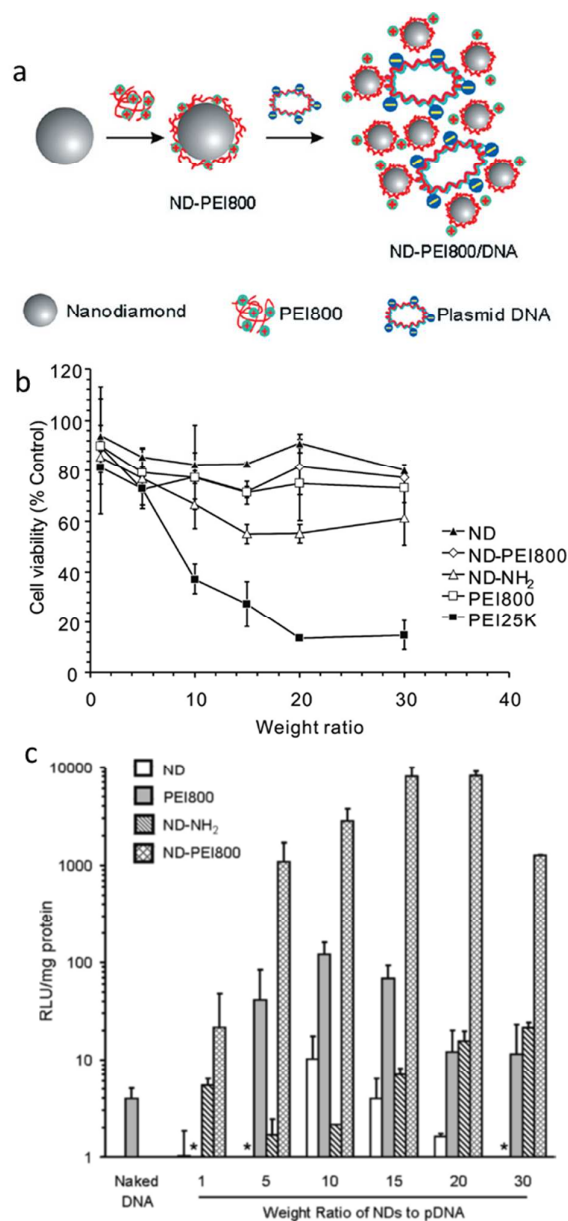 a
ND-PEI800
ND-PEI800/DNA
Nanodiamond
PEI800
Plasmid DNA
b
120
100
80
60
40
20
0
Cell viability (% Control)
0
10
20
30
40
Weight ratio
ND
ND-PEI800
ND-NH₂
PEI800
PEI25K
c
ND
PEI800
ND-NH₂
ND-PEI800
10000
1000
100
10
1
RLU/mg protein
* * *
Naked DNA
1 5 10 15 20 30
Weight Ratio of NDs to pDNA